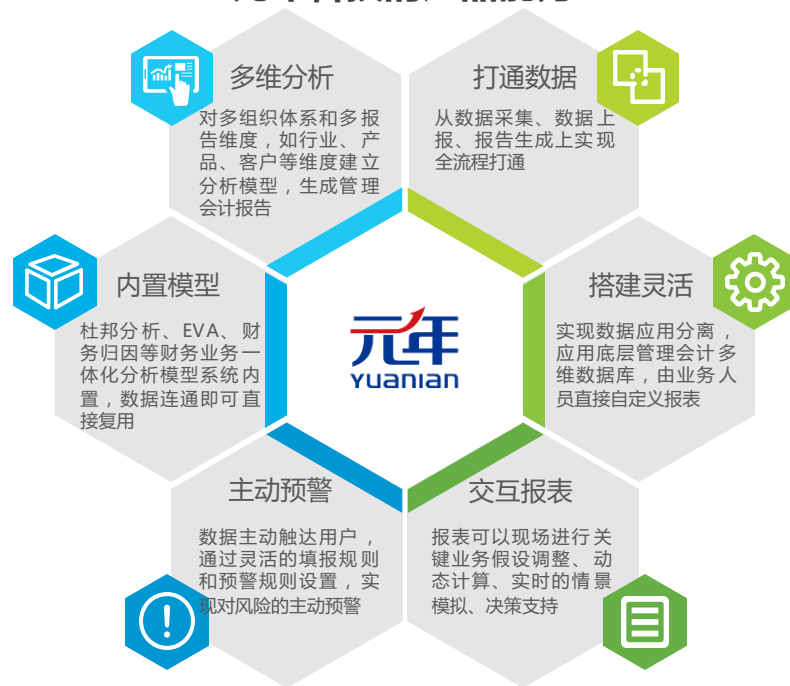 多维分析
对多组织体系和多报
告维度，如行业、产
品、客户等维度建立
分析模型，生成管理
会计报告
打通数据
从数据采集、数据上
报、报告生成上实现
全流程打通
内置模型
杜邦分析、EVA、财
务归因等财务业务一
体化分析模型系统内
置，数据连通即可直
接复用
元年
YUANIAN
搭建灵活
实现数据应用分离，
应用底层管理会计多
维数据库，由业务人
员直接自定义报表
主动预警
数据主动触达用户，
通过灵活的填报规则
和预警规则设置，实
现对风险的主动预警
交互报表
报表可以现场进行关
键业务假设调整、动
态计算、实时的情景
模拟、决策支持